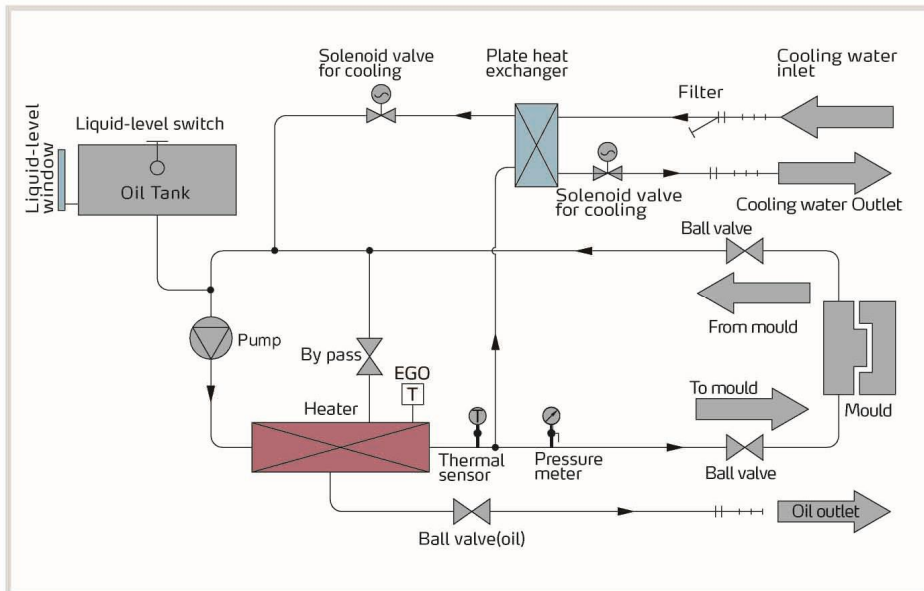 Solenoid valve
for cooling
Plate heat
exchanger
Cooling water
inlet
Filter
Liquid-level switch
Liquid-level
window
Oil Tank
Solenoid valve
for cooling
Cooling water Outlet
Ball valve
From mould
Pump
By pass
EGO
T
Heater
T
To mould
Mould
Thermal
sensor
Pressure
meter
Ball valve
Ball valve(oil)
Oil outlet